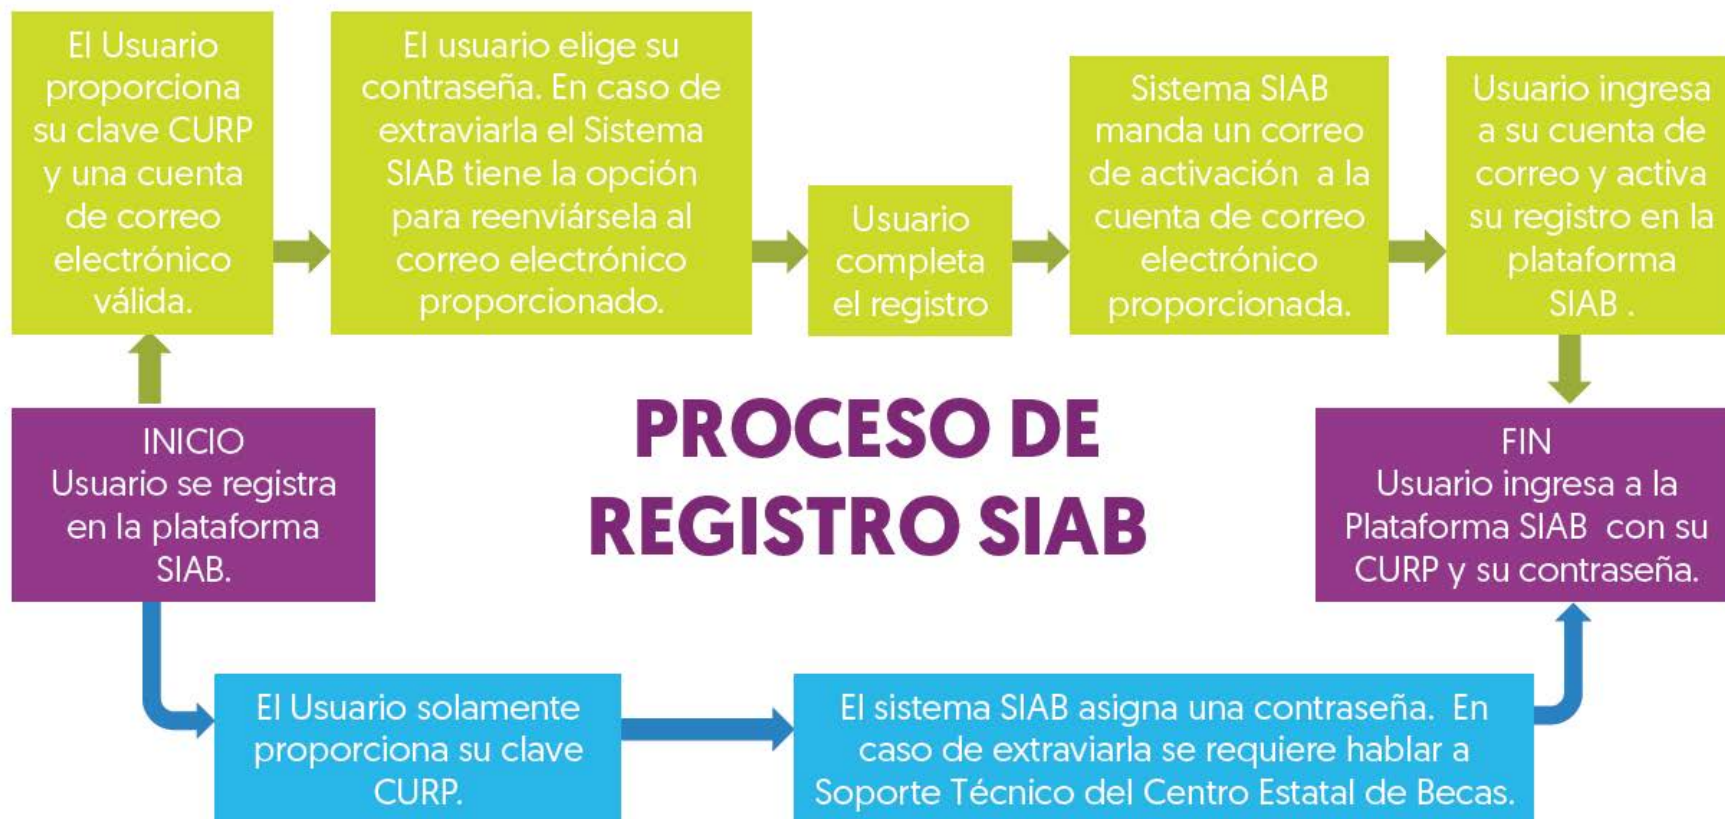 El Usuario
proporciona
su clave CURP
y una cuenta
de correo
electrónico
válida.
El usuario elige su
contraseña. En caso de
extraviarla el Sistema
SIAB tiene la opción
para reenviársela al
correo electrónico
proporcionado.
Usuario
completa
el registro
Sistema SIAB
manda un correo
de activación a la
cuenta de correo
electrónico
proporcionada.
Usuario ingresa
a su cuenta de
correo y activa
su registro en la
plataforma
SIAB .
INICIO
Usuario se registra
en la plataforma
SIAB.
PROCESO DE
REGISTRO SIAB
FIN
Usuario ingresa a la
Plataforma SIAB con su
CURP y su contraseña.
El Usuario solamente
proporciona su clave
CURP.
El sistema SIAB asigna una contraseña. En
caso de extraviarla se requiere hablar a
Soporte Técnico del Centro Estatal de Becas.